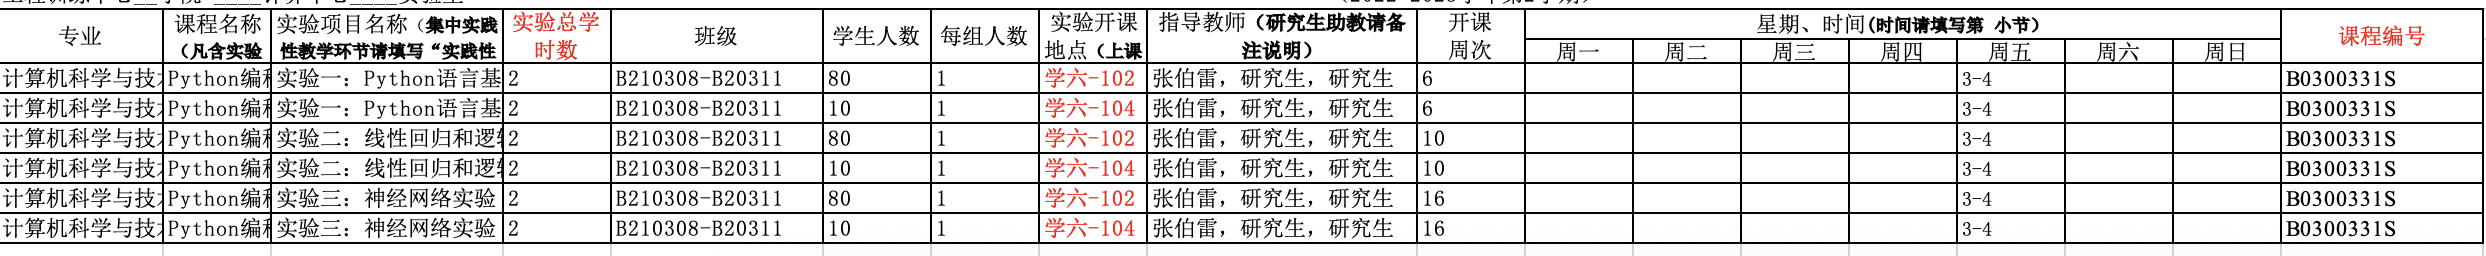 专业 课程名称（凡含实验 实验项目名称（集中实践性教学环节请填写“实践性 实验总学时数 班级 学生人数 每组人数 实验开课地点（上课 指导教师（研究生助教请备注说明） 开课周次 星期、时间(时间请填写第 小节) 课程编号
周一 周二 周三 周四 周五 周六 周日
计算机科学与技 Python编 实验一：Python语言基 2 B210308-B20311 80 1 学六-102 张伯雷，研究生，研究生 6 3-4 B0300331S
计算机科学与技 Python编 实验一：Python语言基 2 B210308-B20311 10 1 学六-104 张伯雷，研究生，研究生 6 3-4 B0300331S
计算机科学与技 Python编 实验二：线性回归和逻 2 B210308-B20311 80 1 学六-102 张伯雷，研究生，研究生 10 3-4 B0300331S
计算机科学与技 Python编 实验二：线性回归和逻 2 B210308-B20311 10 1 学六-104 张伯雷，研究生，研究生 10 3-4 B0300331S
计算机科学与技 Python编 实验三：神经网络实验 2 B210308-B20311 80 1 学六-102 张伯雷，研究生，研究生 16 3-4 B0300331S
计算机科学与技 Python编 实验三：神经网络实验 2 B210308-B20311 10 1 学六-104 张伯雷，研究生，研究生 16 3-4 B0300331S